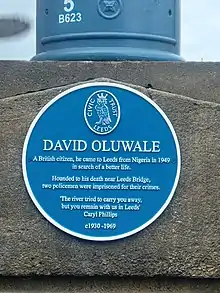 5
B623
CIVIC TRUST
LEEDS
DAVID OLUWALE
A British citizen, he came to Leeds from Nigeria in 1949
in search of a better life.
Hounded to his death near Leeds Bridge,
two policemen were imprisoned for their crimes.
'The river tried to carry you away,
but you remain with us in Leeds'
Caryl Phillips
c1930 -1969